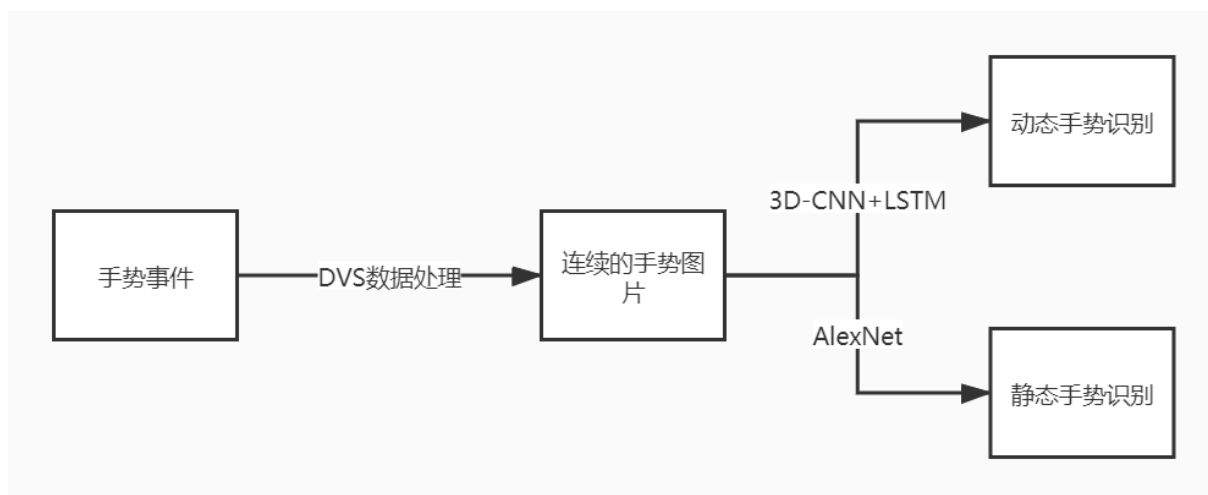 动态手势识别
3D-CNN+LSTM
手势事件
DVS数据处理
连续的手势图
片
AlexNet
静态手势识别